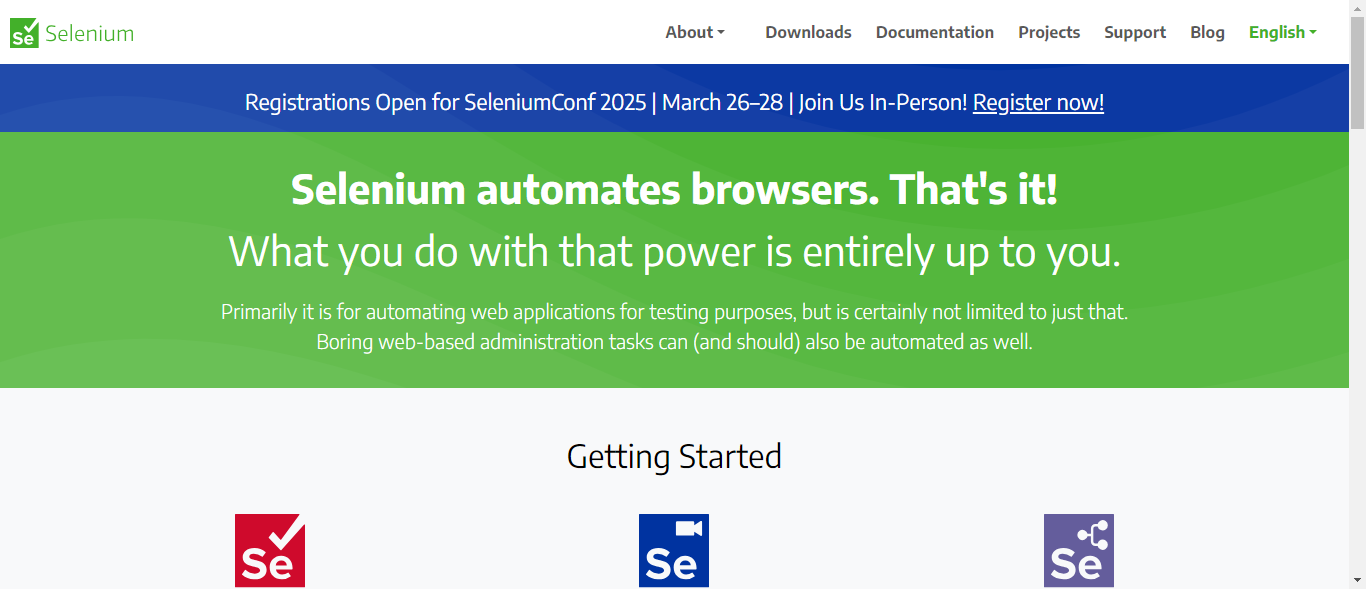 Se Selenium
About Downloads Documentation Projects Support Blog English
Registrations Open for SeleniumConf 2025 | March 26–28 | Join Us In-Person! Register now!
Selenium automates browsers. That's it!
What you do with that power is entirely up to you.
Primarily it is for automating web applications for testing purposes, but is certainly not limited to just that.
Boring web-based administration tasks can (and should) also be automated as well.
Getting Started
Se Se Se